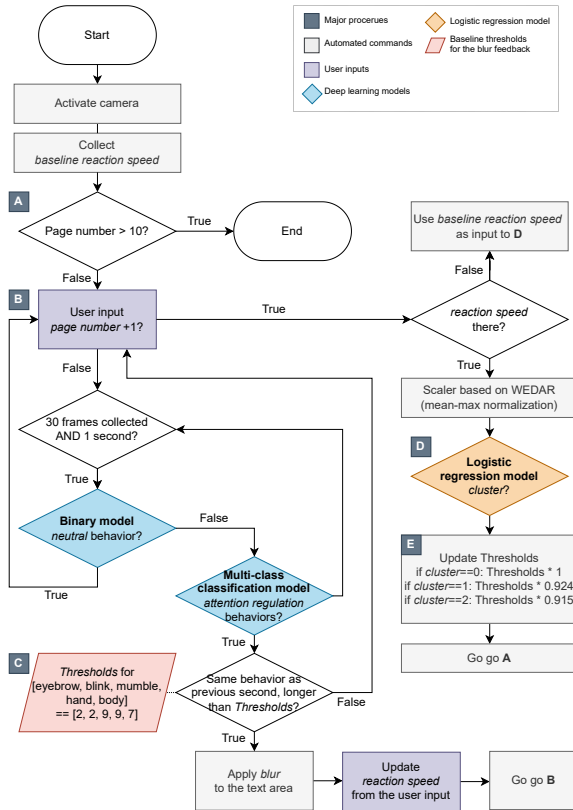 Start
Major procerues
Automated commands
User inputs
Deep learning models
Logistic regression model
Baseline thresholds
for the blur feedback
Activate camera
Collect
baseline reaction speed
A
Page number > 10?
True
End
False
Use baseline reaction speed
as input to D
False
B
User input
page number +1?
True
reaction speed
there?
False
True
30 frames collected
AND 1 second?
Scaler based on WEDAR
(mean-max normalization)
True
D
Logistic
regression model
cluster?
Binary model
neutral behavior?
False
True
E
Update Thresholds
if cluster==0: Thresholds * 1
if cluster==1: Thresholds * 0.924
if cluster==2: Thresholds * 0.915
Multi-class
classification model
attention regulation
behaviors?
True
Go go A
C
Thresholds for
[eyebrow, blink, mumble,
hand, body]
== [2, 2, 9, 9, 7]
Same behavior as
previous second, longer
than Thresholds?
False
True
Apply blur
to the text area
Update
reaction speed
from the user input
Go go B